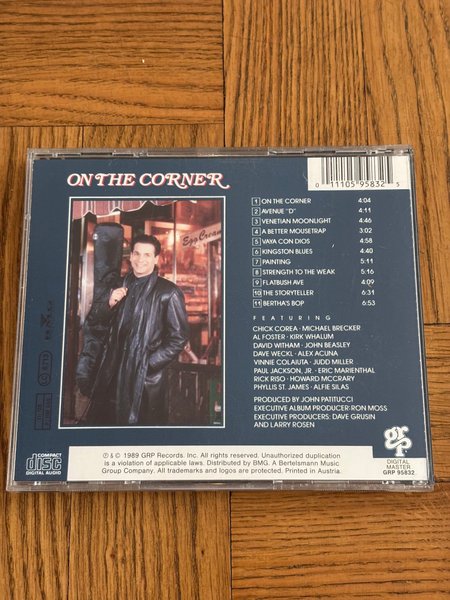 ON THE CORNER
0 11105 95832 5
1 ON THE CORNER 4:04
2 AVENUE "D" 4:11
3 VENETIAN MOONLIGHT 4:46
4 A BETTER MOUSETRAP 3:02
5 VAYA CON DIOS 4:58
6 KINGSTON BLUES 4:40
7 PAINTING 5:11
8 STRENGTH TO THE WEAK 5:16
9 FLATBUSH AVE 4:09
10 THE STORYTELLER 6:31
11 BERTHA'S BOP 6:53
Egg Cream
FEATURING
CHICK COREA · MICHAEL BRECKER
AL FOSTER · KIRK WHALUM
DAVID WITHAM · JOHN BEASLEY
DAVE WECKL · ALEX ACUNA
VINNIE COLAIUTA · JUDD MILLER
PAUL JACKSON, JR · ERIC MARIENTHAL
RICK RISO · HOWARD MCCRARY
PHYLLIS ST. JAMES · ALFIE SILAS
PRODUCED BY JOHN PATITUCCI
EXECUTIVE ALBUM PRODUCER: RON MOSS
EXECUTIVE PRODUCERS: DAVE GRUSIN
AND LARRY ROSEN
COMPACT
disc
DIGITAL AUDIO
℗ & © 1989 GRP Records, Inc. All rights reserved. Unauthorized duplication
is a violation of applicable laws. Distributed by BMG. A Bertelsmann Music
Group Company. All trademarks and logos are protected. Printed in Austria.
GRP
DIGITAL
MASTER
GRP 95832